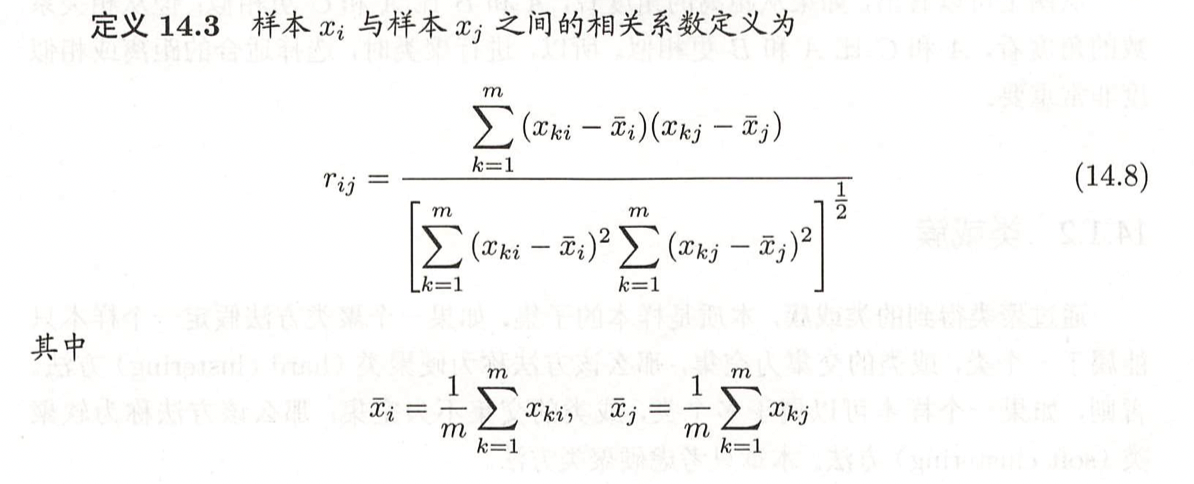 定义 14.3 样本 $x_i$ 与样本 $x_j$ 之间的相关系数定义为
$$r_{ij} = \frac{\sum_{k=1}^{m} (x_{ki} - \bar{x}_i)(x_{kj} - \bar{x}_j)}{\left[\sum_{k=1}^{m} (x_{ki} - \bar{x}_i)^2 \sum_{k=1}^{m} (x_{kj} - \bar{x}_j)^2\right]^{\frac{1}{2}}} \quad (14.8)$$
其中
$$\bar{x}_i = \frac{1}{m} \sum_{k=1}^{m} x_{ki}, \quad \bar{x}_j \quad \frac{1}{m} \sum_{k=1}^{m} x_{kj}$$